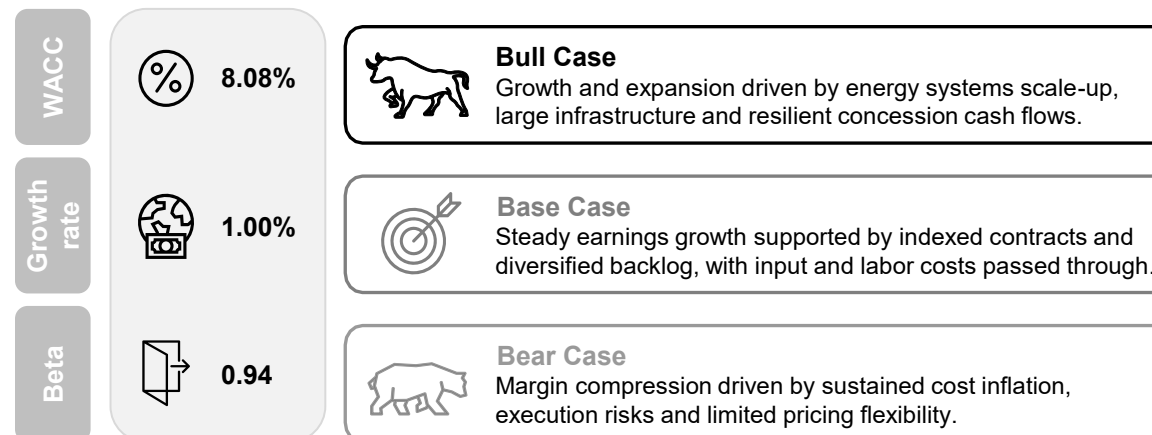 WACC
8.08%
Bull Case
Growth and expansion driven by energy systems scale-up,
large infrastructure and resilient concession cash flows.
Growth
rate
1.00%
Base Case
Steady earnings growth supported by indexed contracts and
diversified backlog, with input and labor costs passed through.
Beta
0.94
Bear Case
Margin compression driven by sustained cost inflation,
execution risks and limited pricing flexibility.